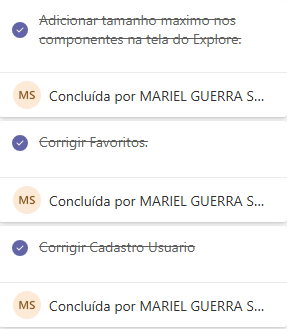 Adicionar tamanho maximo nos
componentes na tela do Explore.
MS Concluída por MARIEL GUERRA S...
Corrigir Favoritos.
MS Concluída por MARIEL GUERRA S...
Corrigir Cadastro Usuario
MS Concluída por MARIEL GUERRA S...